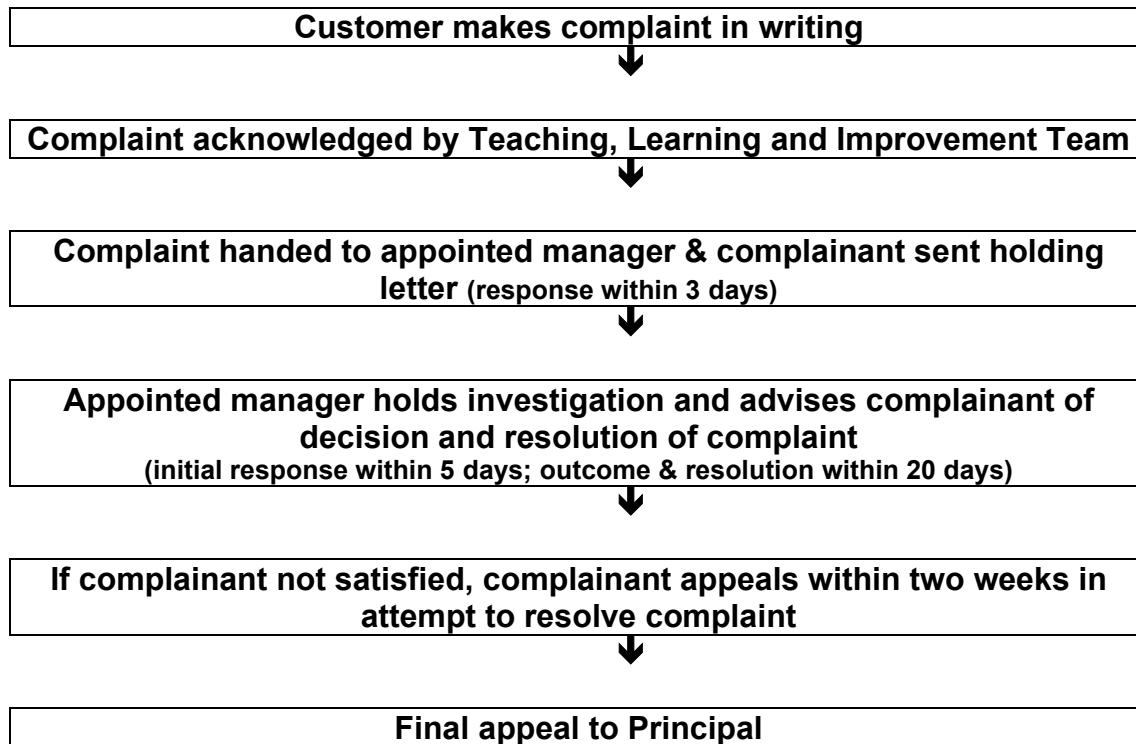 Customer makes complaint in writing
Complaint acknowledged by Teaching, Learning and Improvement Team
Complaint handed to appointed manager & complainant sent holding
letter (response within 3 days)
Appointed manager holds investigation and advises complainant of
decision and resolution of complaint
(initial response within 5 days; outcome & resolution within 20 days)
If complainant not satisfied, complainant appeals within two weeks in
attempt to resolve complaint
Final appeal to Principal